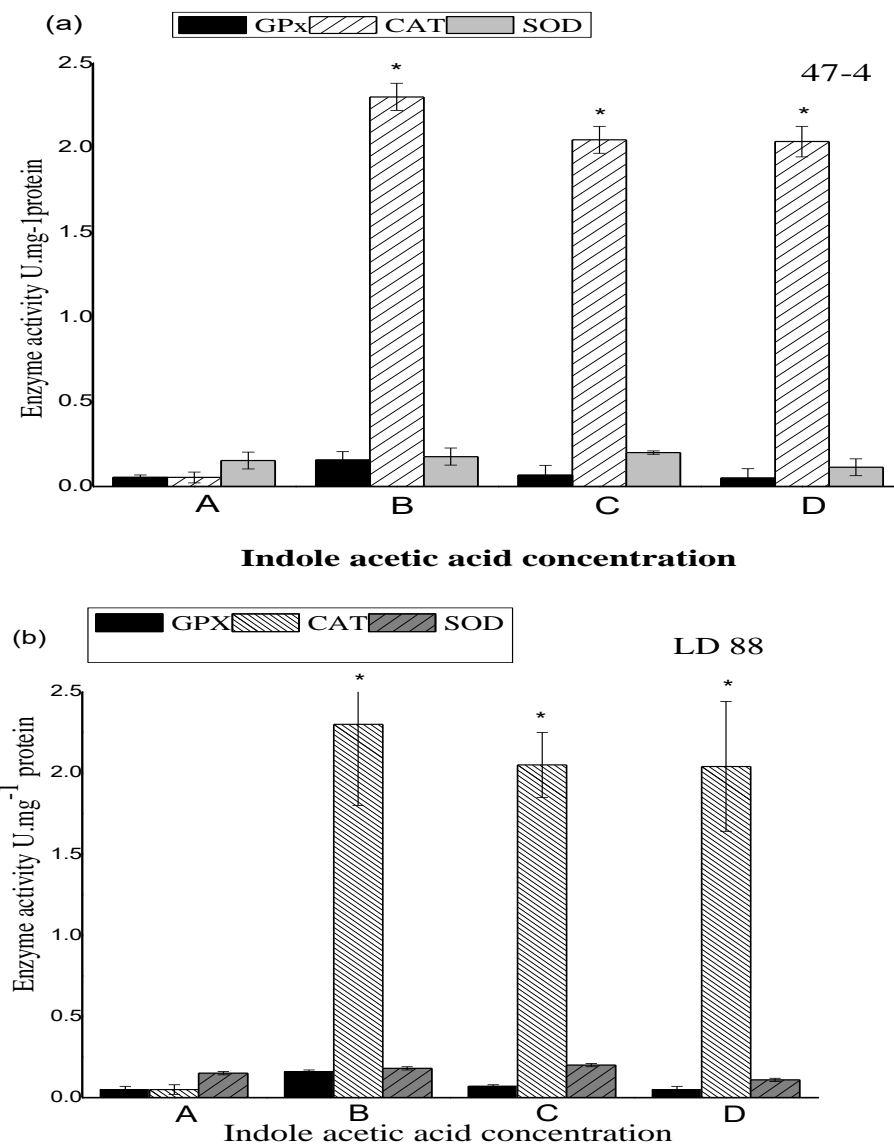 (a)
GPx CAT SOD
47-4
* * *
2.5
2.0
1.5
1.0
0.5
0.0
Enzyme activity U.mg-1protein
A B C D
Indole acetic acid concentration
(b)
GPX CAT SOD
LD 88
* * *
2.5
2.0
1.5
1.0
0.5
0.0
Enzyme activity U.mg-1 protein
A B C D
Indole acetic acid concentration